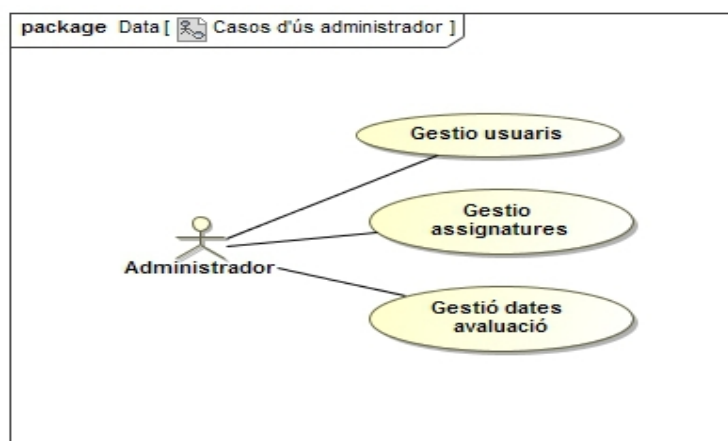 package Data [ Casos d'ús administrador ]
Gestio usuaris
Gestio
assignatures
Administrador
Gestió dates
avaluació